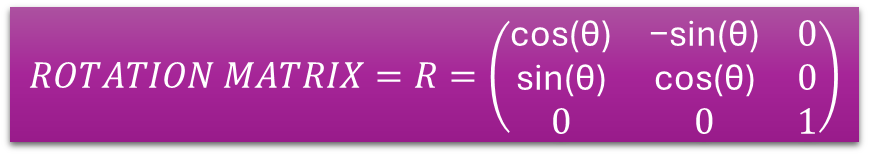 cos(θ) −sin(θ) 0
ROTATION MATRIX = R = sin(θ) cos(θ) 0
0 0 1